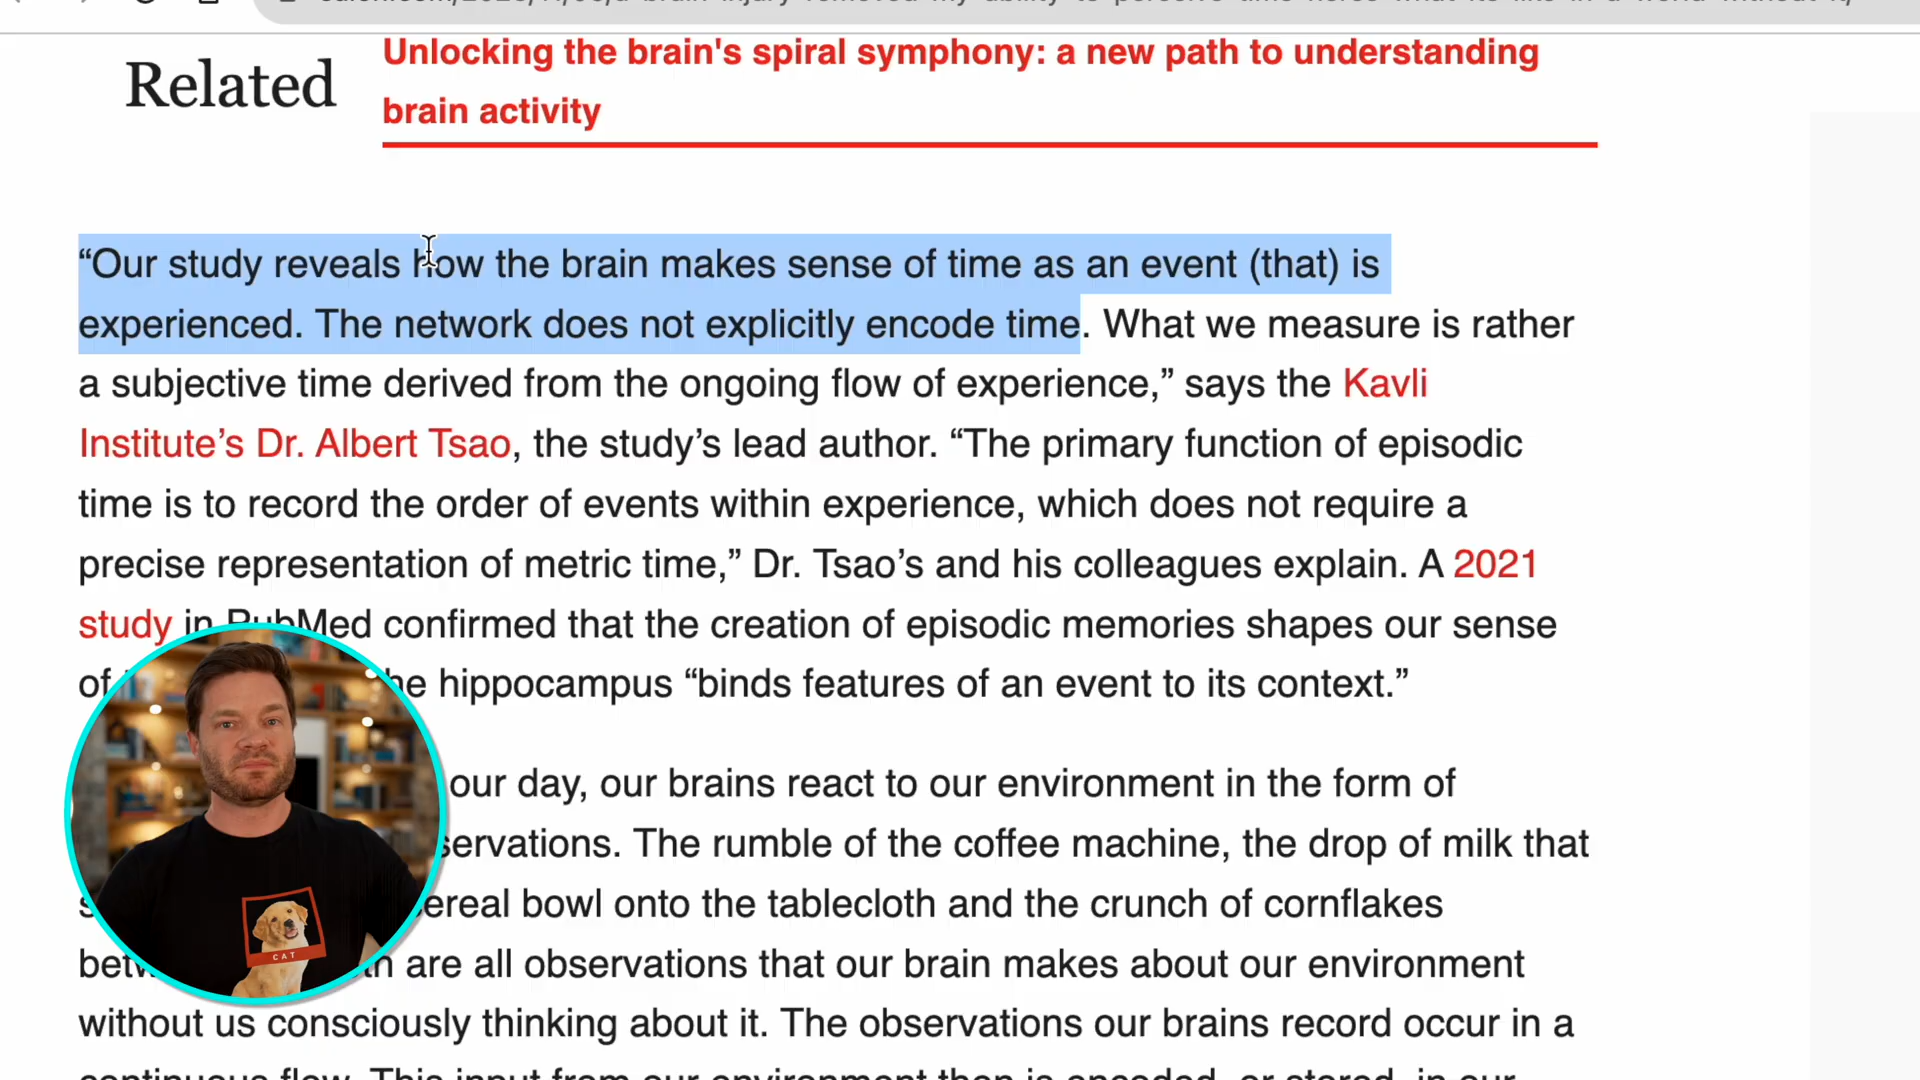 Related
Unlocking the brain's spiral symphony: a new path to understanding
brain activity
“Our study reveals how the brain makes sense of time as an event (that) is
experienced. The network does not explicitly encode time. What we measure is rather
a subjective time derived from the ongoing flow of experience,” says the Kavli
Institute’s Dr. Albert Tsao, the study’s lead author. “The primary function of episodic
time is to record the order of events within experience, which does not require a
precise representation of metric time,” Dr. Tsao’s and his colleagues explain. A 2021
study in PubMed confirmed that the creation of episodic memories shapes our sense
of hippocampus “binds features of an event to its context.”
our day, our brains react to our environment in the form of
The rumble of the coffee machine, the drop of milk that
bowl onto the tablecloth and the crunch of cornflakes
are all observations that our brain makes about our environment
without us consciously thinking about it. The observations our brains record occur in a
CAT